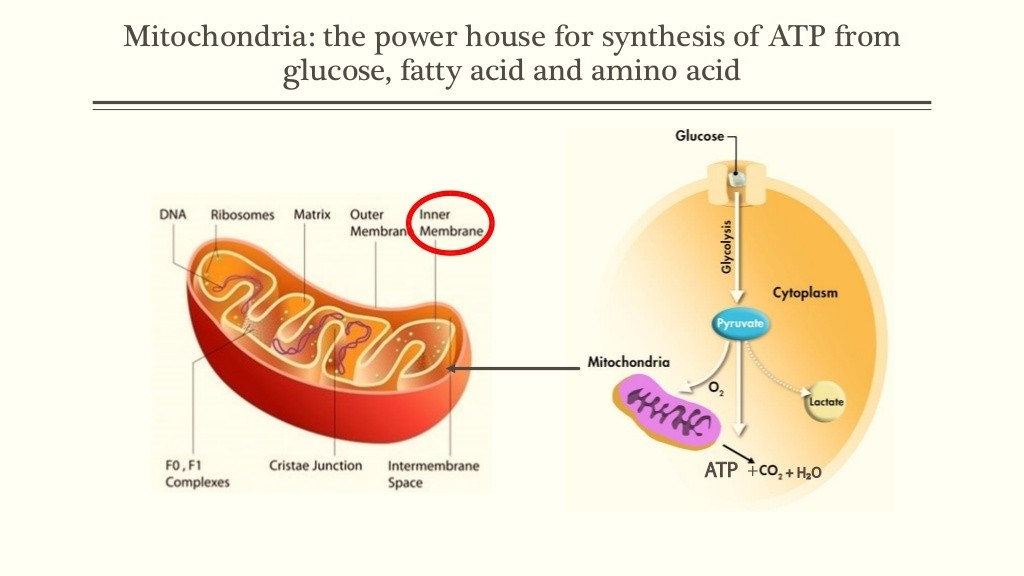 Mitochondria: the power house for synthesis of ATP from
glucose, fatty acid and amino acid
DNA
Ribosomes
Matrix
Outer
Membran
Inner
Membrane
F0 , F1
Complexes
Cristae Junction
Intermembrane
Space
Glucose
Glycolysis
Cytoplasm
Pyruvate
Mitochondria
O₂
Lactate
ATP +CO₂ + H₂O